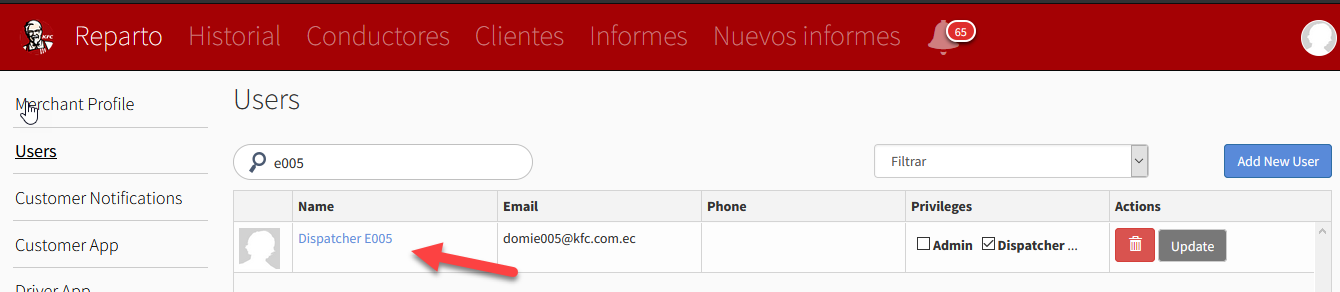 KFC Reparto Historial Conductores Clientes Informes Nuevos informes 65
Merchant Profile
Users
Customer Notifications
Customer App
Driver App
Users
e005 Filtrar Add New User
Name Email Phone Privileges Actions
Dispatcher E005 domie005@kfc.com.ec Admin Dispatcher ... Update